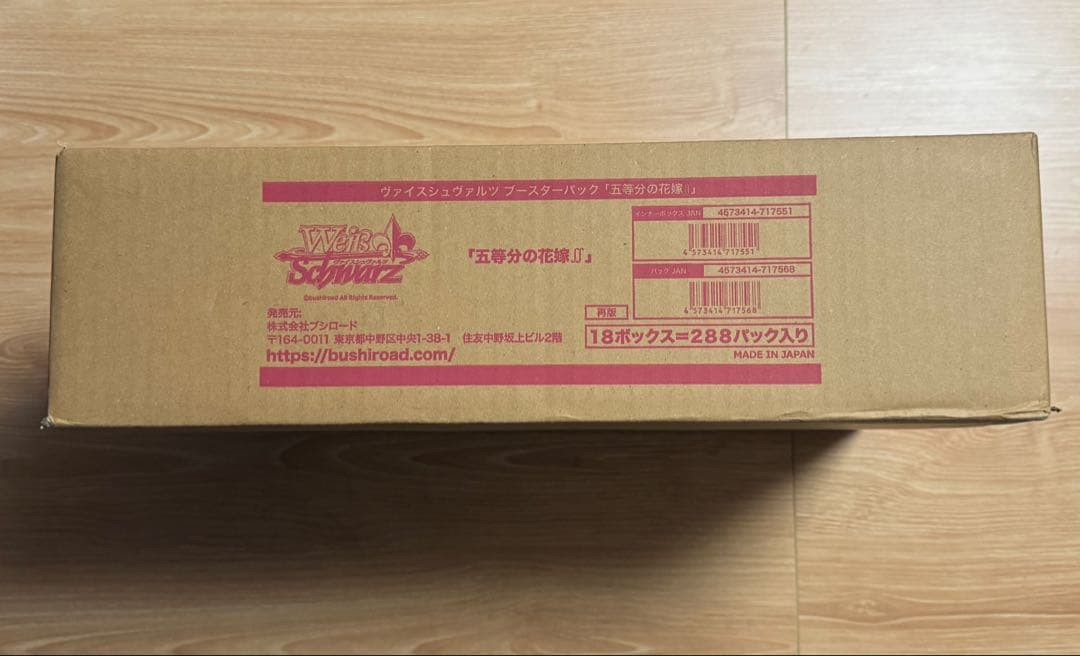 ヴァイスシュヴァルツ ブースターパック「五等分の花嫁∬」
Weiß
ヴァイスシュヴァルツ
Schwarz
©bushiroad All Rights Reserved.
「五等分の花嫁∬」
インナーボックス JAN 4573414-717551
4 573414 717551
パック JAN 4573414-717568
4 573414 717568
発売元:
株式会社ブシロード
〒164-0011 東京都中野区中央1-38-1 住友中野坂上ビル2階
https://bushiroad.com/
再版
18ボックス=288パック入り
MADE IN JAPAN